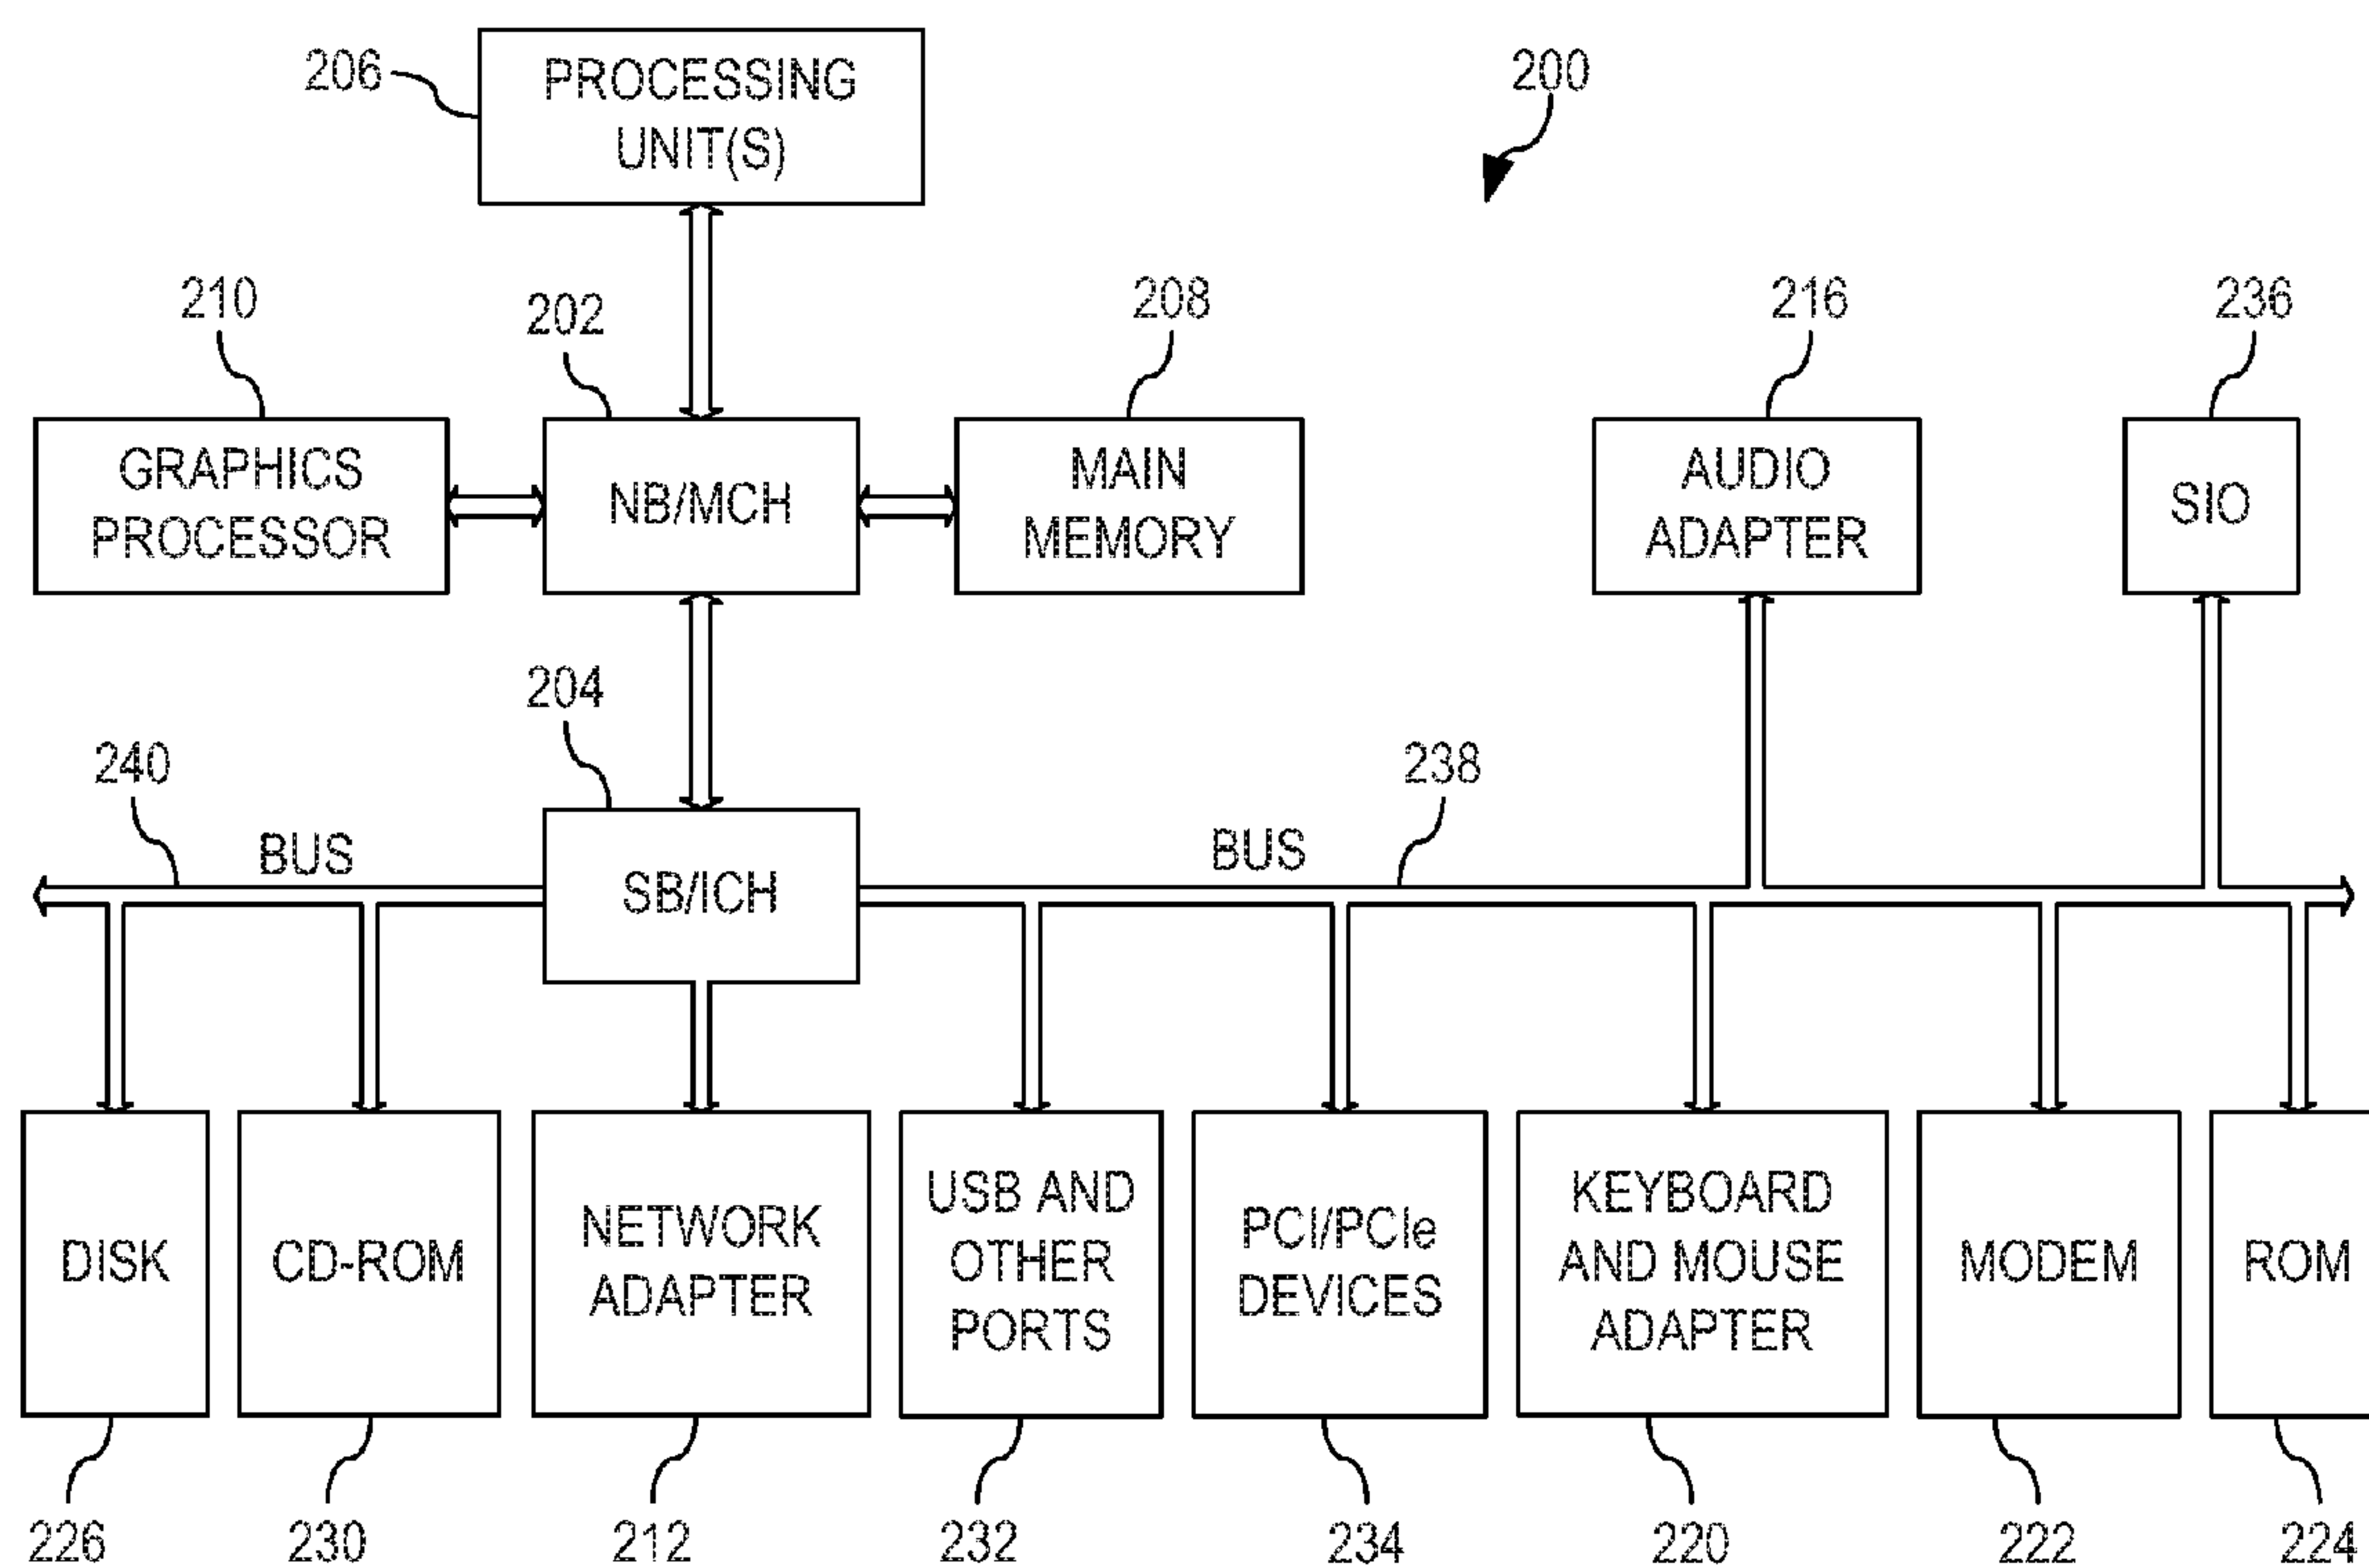 206
PROCESSING
UNIT(S)
200
210
202
208
216
236
GRAPHICS
PROCESSOR
NB/MCH
MAIN
MEMORY
AUDIO
ADAPTER
SIO
204
240
BUS
SB/ICH
BUS
238
DISK
CD-ROM
NETWORK
ADAPTER
USB AND
OTHER
PORTS
PCI/PCIe
DEVICES
KEYBOARD
AND MOUSE
ADAPTER
MODEM
ROM
226
230
212
232
234
220
222
224